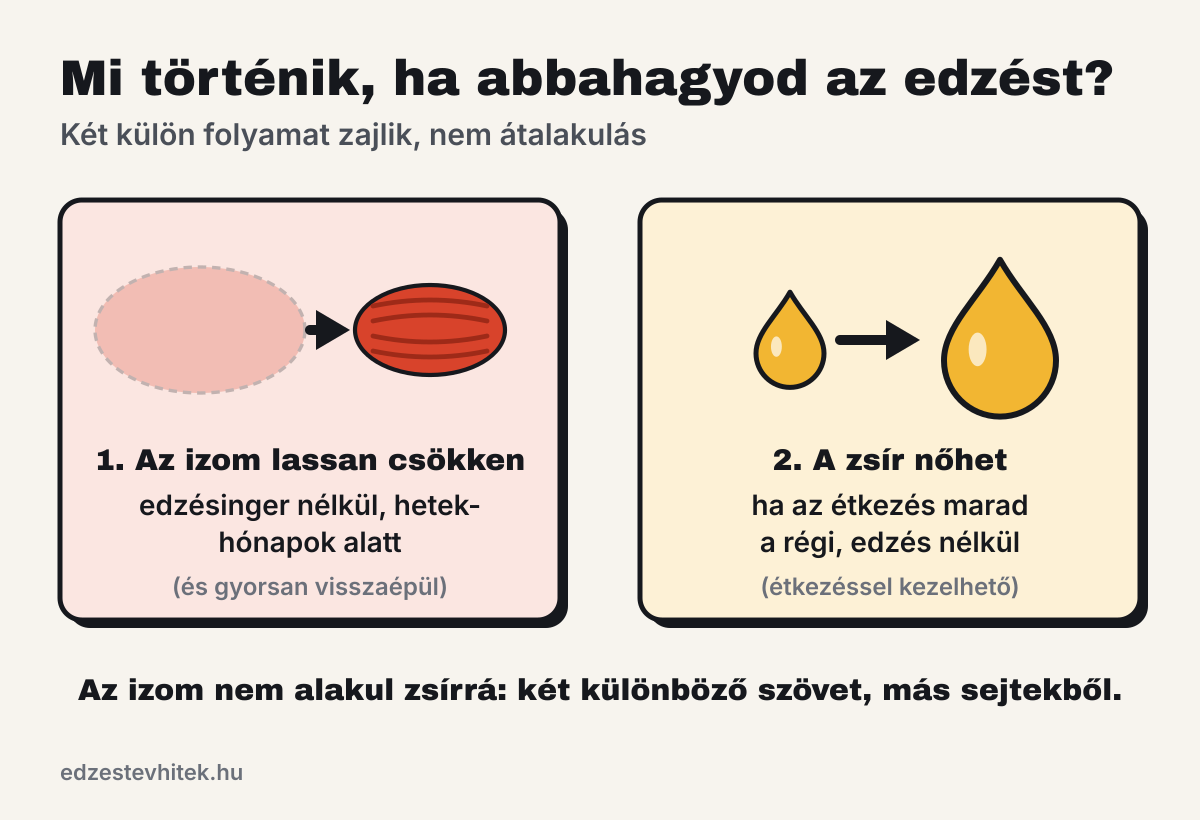 Mi történik, ha abbahagyod az edzést?
Két külön folyamat zajlik, nem átalakulás
1. Az izom lassan csökken
edzésinger nélkül, hetek-
hónapok alatt
(és gyorsan visszaépül)
2. A zsír nőhet
ha az étkezés marad
a régi, edzés nélkül
(étkezéssel kezelhető)
Az izom nem alakul zsírrá: két különböző szövet, más sejtekből.
edzestevhitek.hu